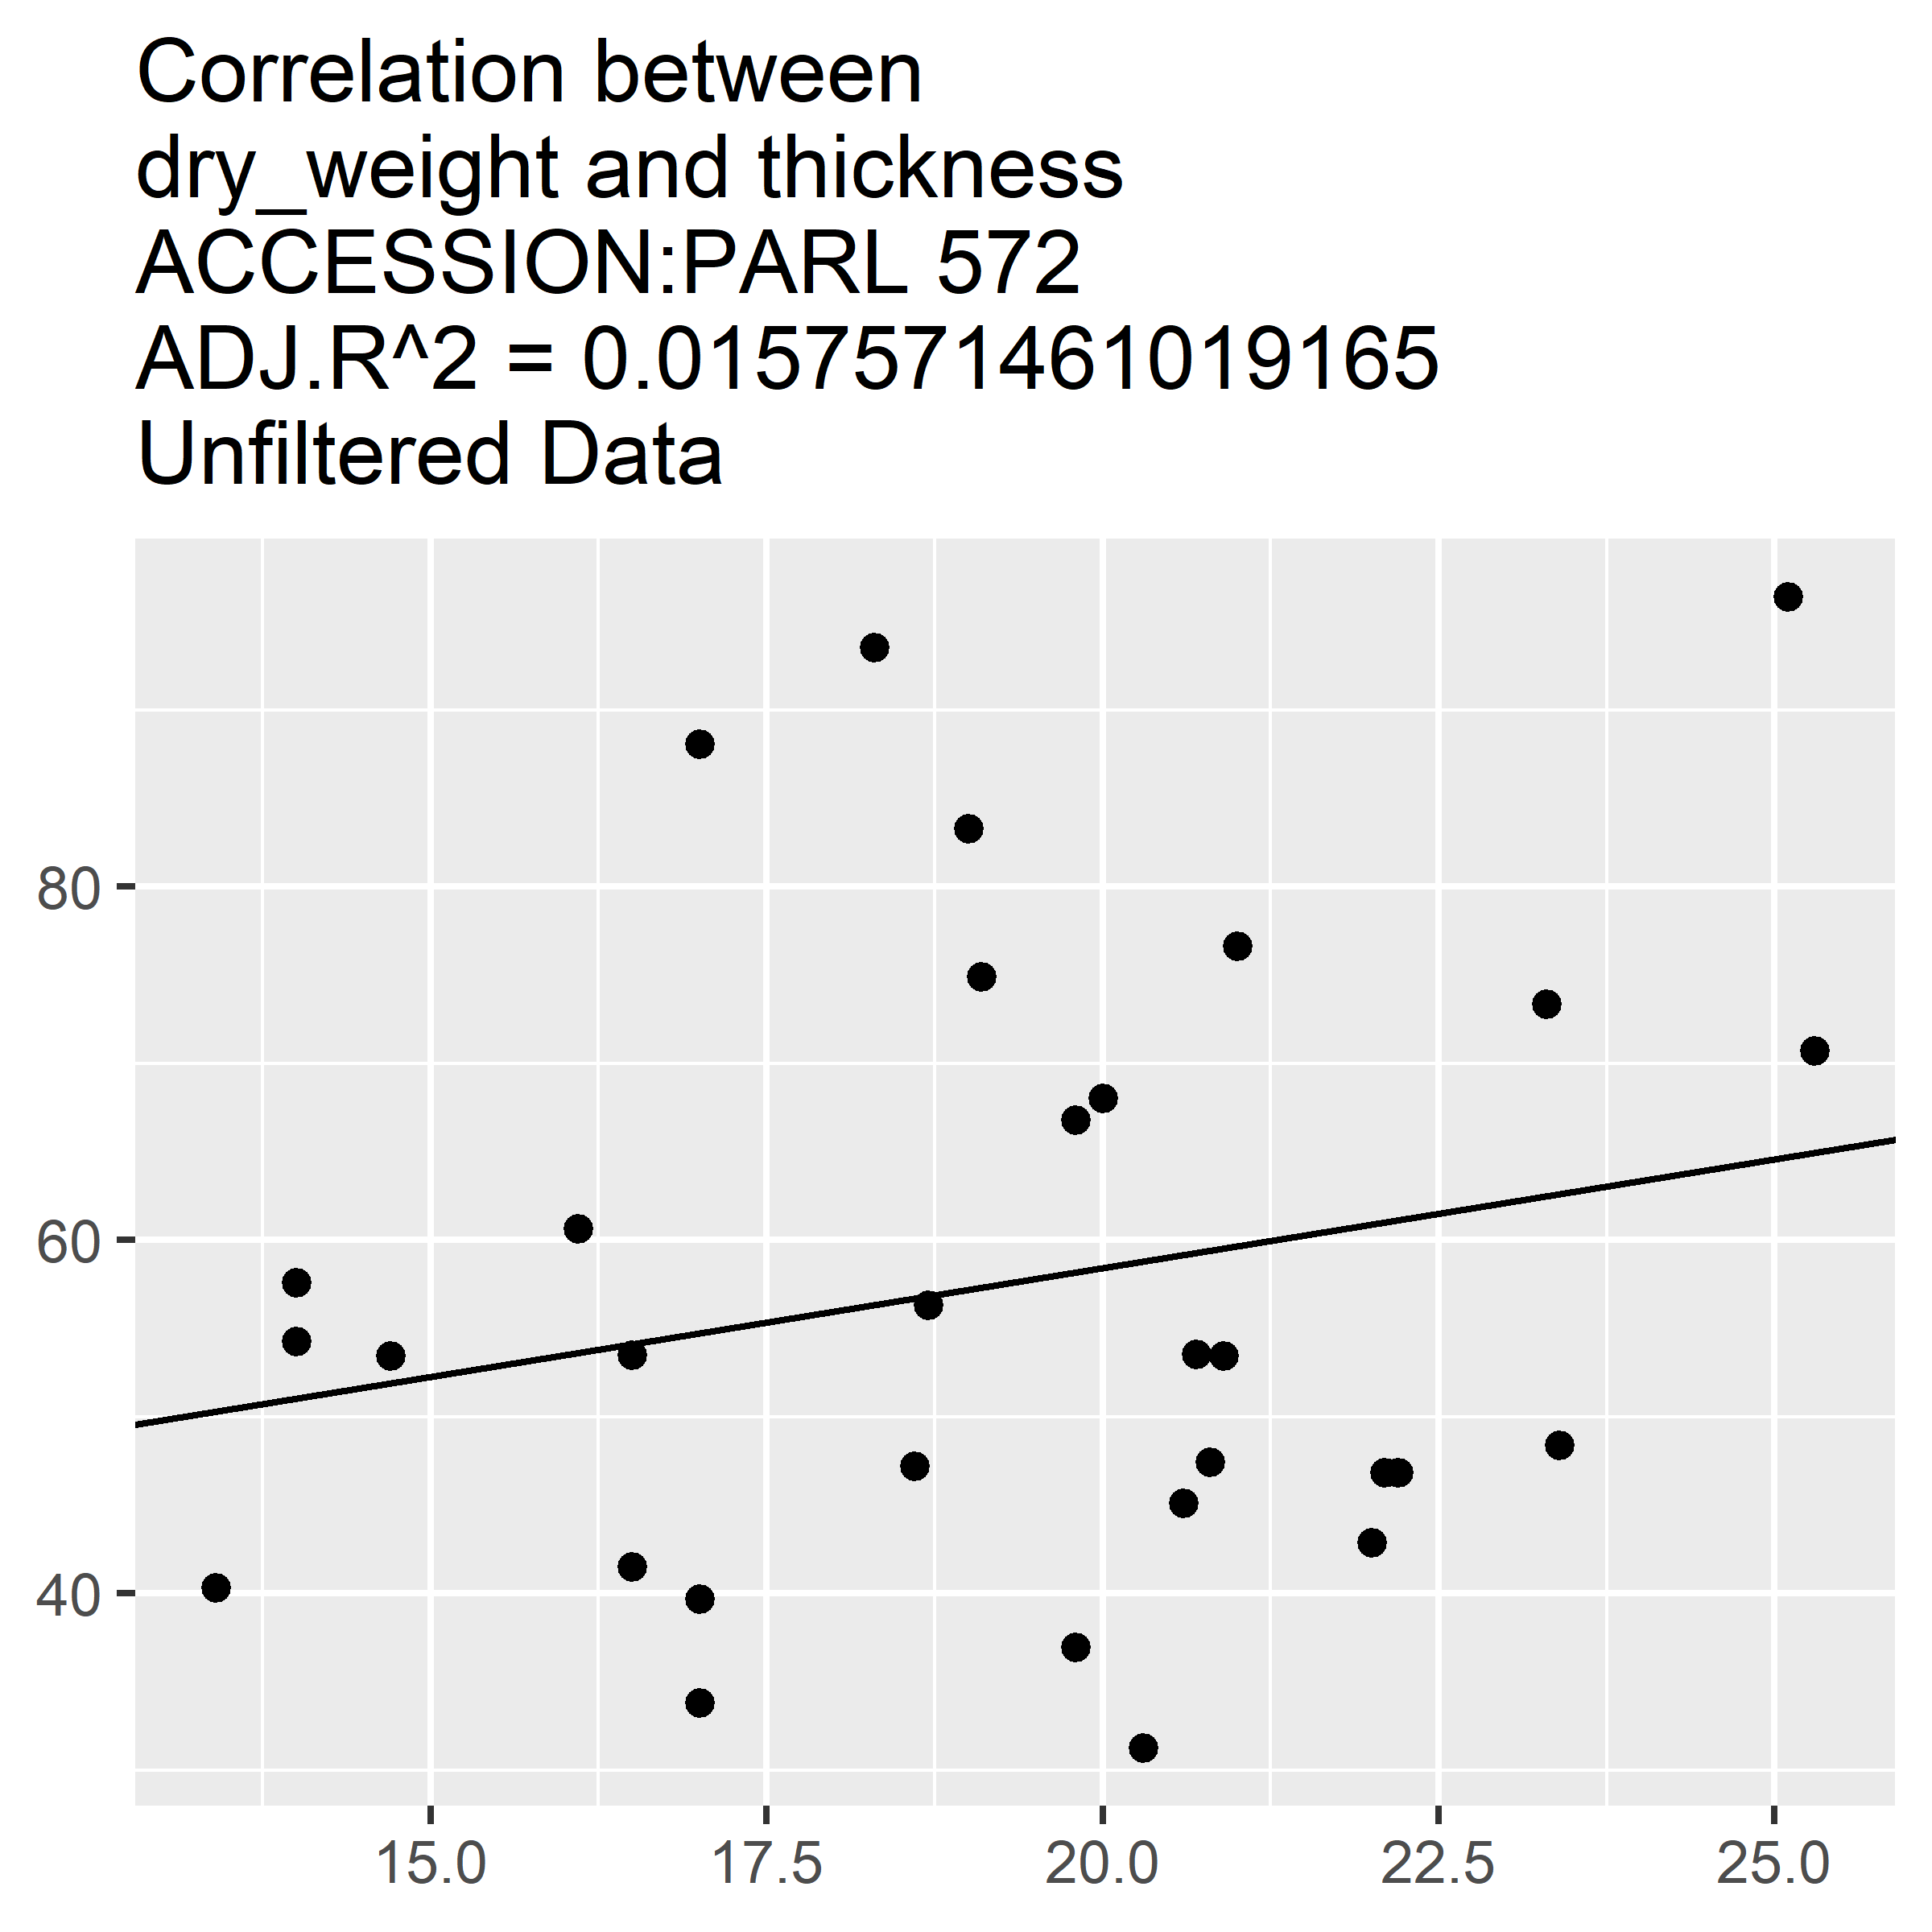 Correlation between
dry_weight and thickness
ACCESSION:PARL 572
ADJ.R^2 = 0.0157571461019165
Unfiltered Data
80
60
40
15.0 17.5 20.0 22.5 25.0